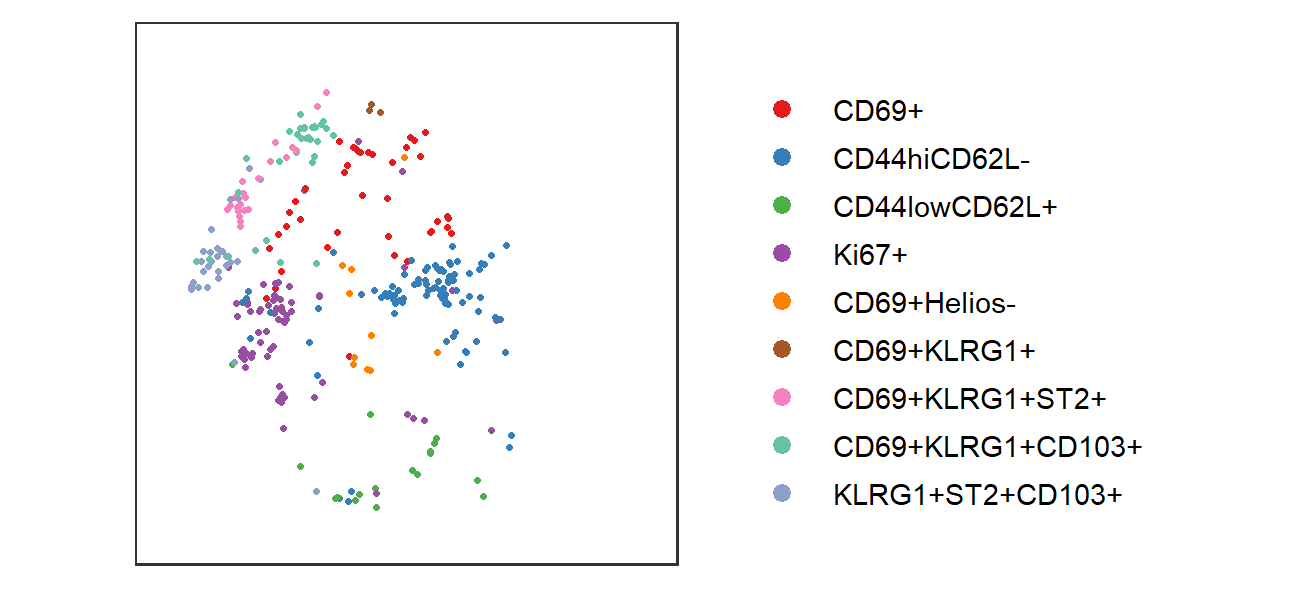 CD69+
CD44hiCD62L-
CD44lowCD62L+
Ki67+
CD69+Helios-
CD69+KLRG1+
CD69+KLRG1+ST2+
CD69+KLRG1+CD103+
KLRG1+ST2+CD103+